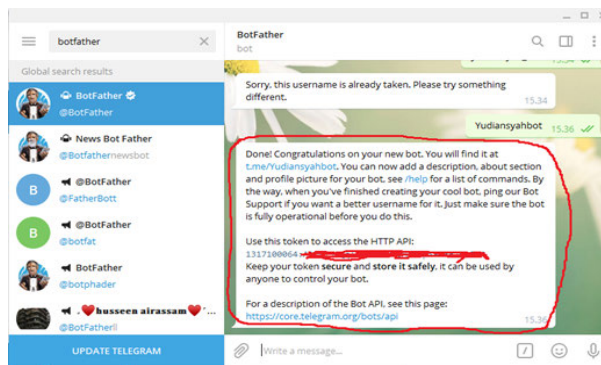 botfather
BotFather
bot
Global search results
BotFather
@BotFather
News Bot Father
@Botfathernewsbot
@BotFather
@FatherBott
@BotFather
@botfat
BotFather
@botphader
.❤husseen airassam❤´...
@BotFatherll
UPDATE TELEGRAM
Sorry, this username is already taken. Please try something
different.
15.34
Yudiansyahbot 15.36
Done! Congratulations on your new bot. You will find it at
t.me/Yudiansyahbot. You can now add a description, about section
and profile picture for your bot, see /help for a list of commands. By
the way, when you've finished creating your cool bot, ping our Bot
Support if you want a better username for it. Just make sure the bot
is fully operational before you do this.
Use this token to access the HTTP API:
1317100064:
Keep your token secure and store it safely, it can be used by
anyone to control your bot.
For a description of the Bot API, see this page:
https://core.telegram.org/bots/api
15.36
Write a message...